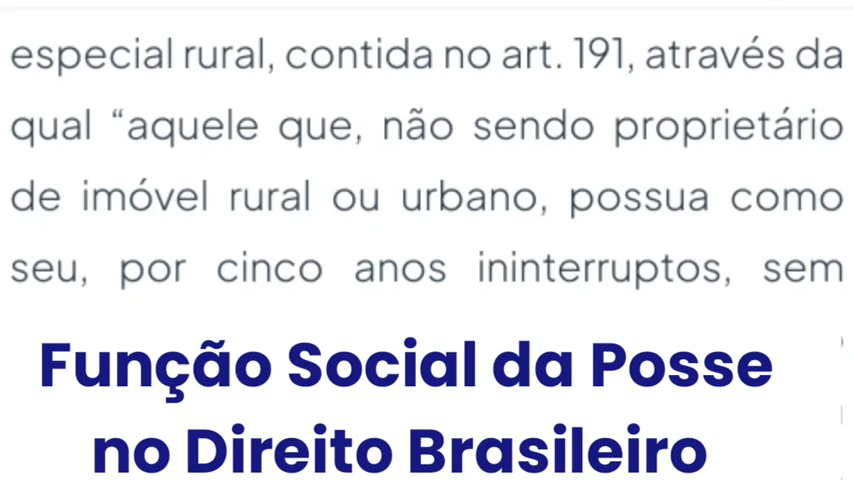 especial rural, contida no art. 191, através da
qual “aquele que, não sendo proprietário
de imóvel rural ou urbano, possua como
seu, por cinco anos ininterruptos, sem
Função Social da Posse
no Direito Brasileiro